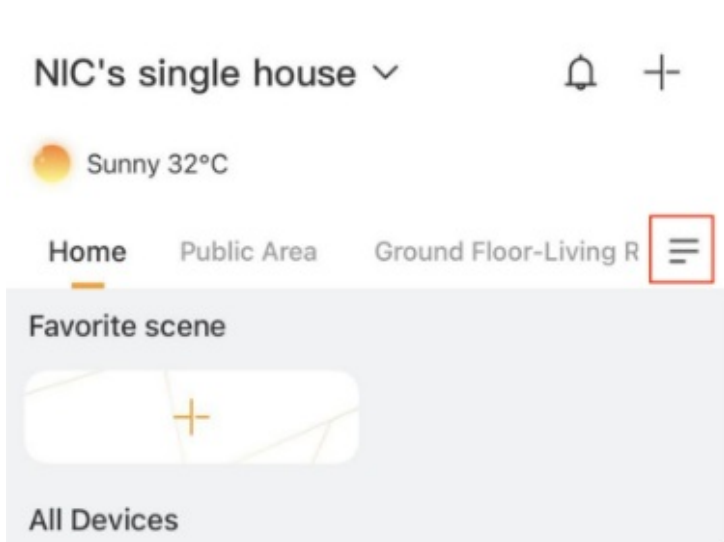 NIC's single house
Sunny 32°C
Home Public Area Ground Floor-Living R
Favorite scene
All Devices